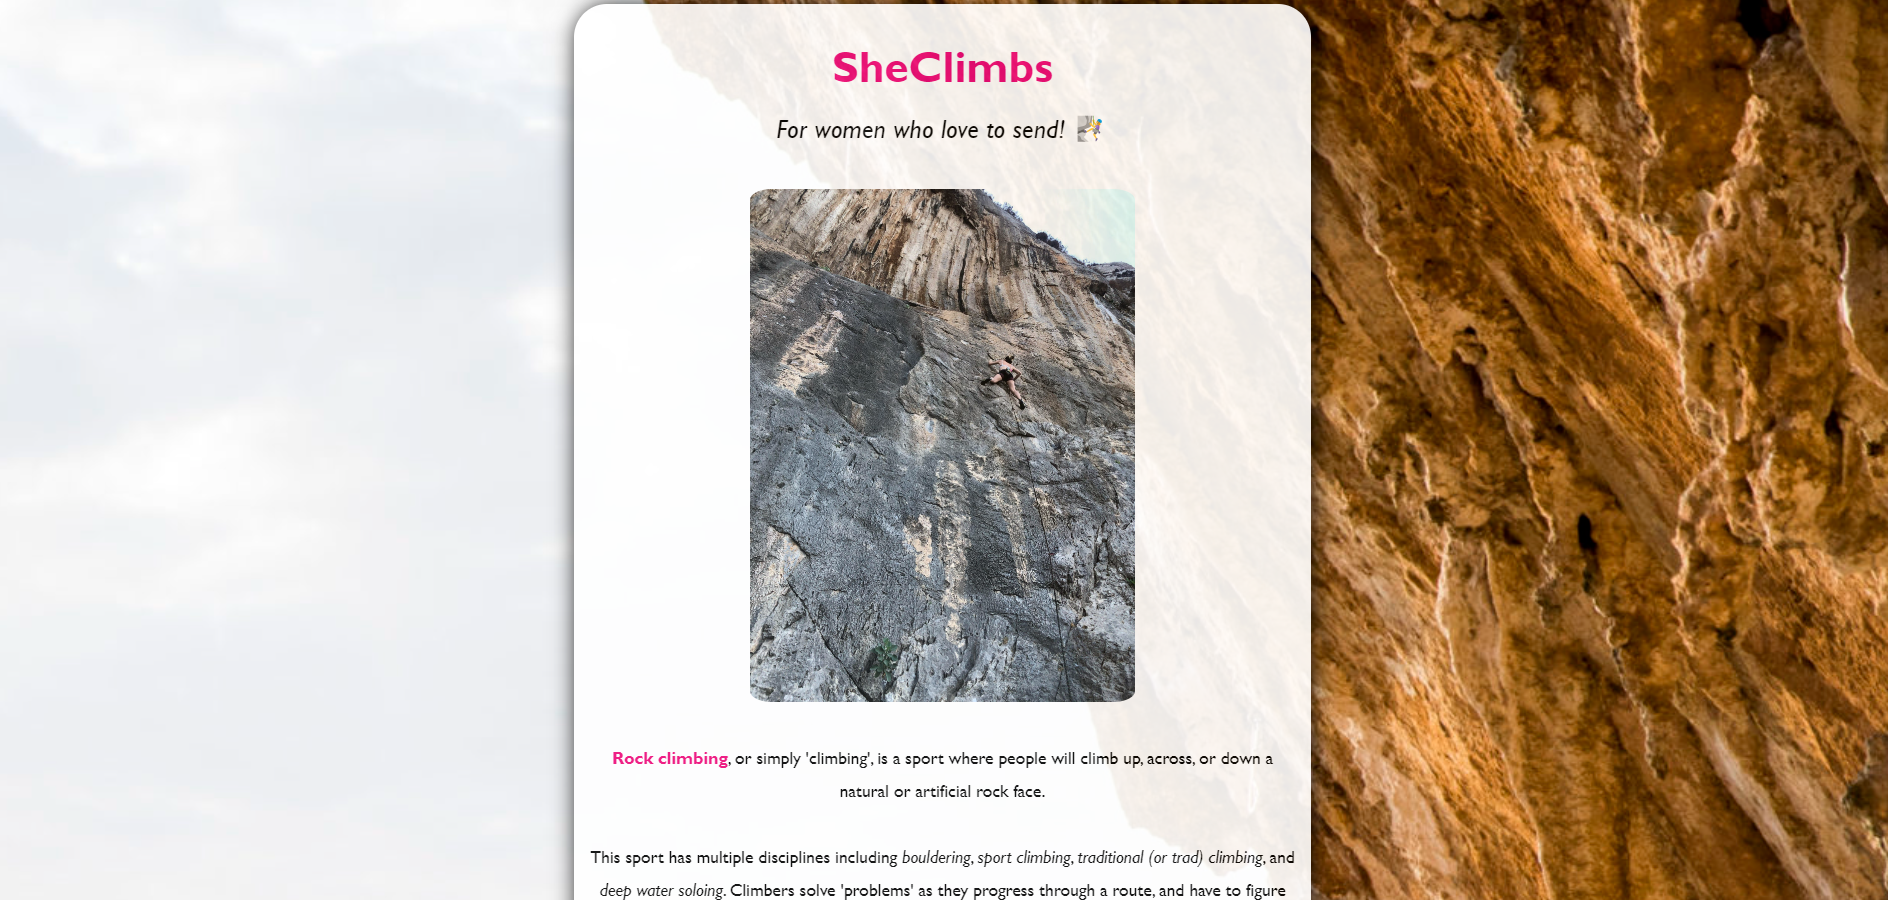 SheClimbs
For women who love to send! 🧗‍♀️
Rock climbing, or simply 'climbing', is a sport where people will climb up, across, or down a
natural or artificial rock face.
This sport has multiple disciplines including bouldering, sport climbing, traditional (or trad) climbing, and
deep water soloing. Climbers solve 'problems' as they progress through a route, and have to figure